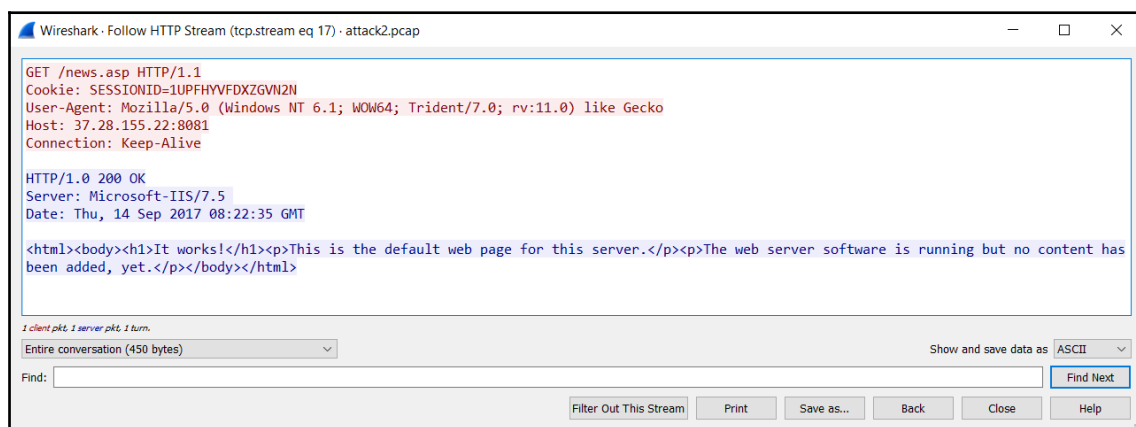 Wireshark · Follow HTTP Stream (tcp.stream eq 17) · attack2.pcap
GET /news.asp HTTP/1.1
Cookie: SESSIONID=1UPFHYVFDXZGVN2N
User-Agent: Mozilla/5.0 (Windows NT 6.1; WOW64; Trident/7.0; rv:11.0) like Gecko
Host: 37.28.155.22:8081
Connection: Keep-Alive
HTTP/1.0 200 OK
Server: Microsoft-IIS/7.5
Date: Thu, 14 Sep 2017 08:22:35 GMT
<html><body><h1>It works!</h1><p>This is the default web page for this server.</p><p>The web server software is running but no content has
been added, yet.</p></body></html>
1 client pkt, 1 server pkt, 1 turn.
Entire conversation (450 bytes) Show and save data as ASCII
Find: Find Next
Filter Out This Stream Print Save as... Back Close Help